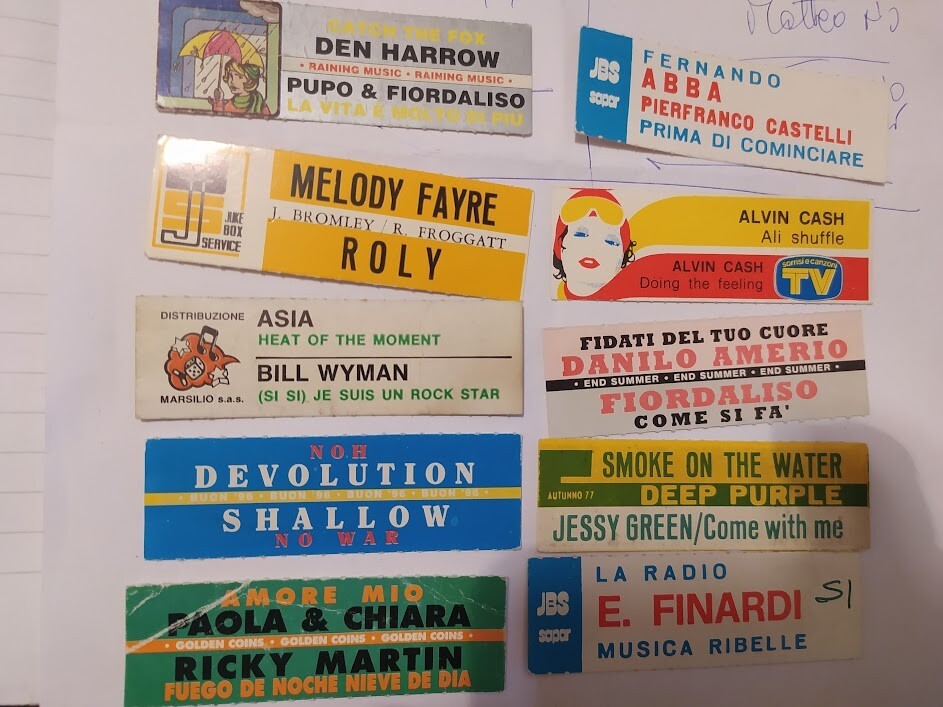 Matteo
CATCH THE FOX
DEN HARROW
• RAINING MUSIC • RAINING MUSIC •
PUPO & FIORDALISO
LA VITA È MOLTO DI PIÙ
JBS
sapar
FERNANDO
ABBA
PIERFRANCO CASTELLI
PRIMA DI COMINCIARE
JUKE
BOX
SERVICE
MELODY FAYRE
J. BROMLEY / R. FROGGATT
ROLY
ALVIN CASH
Ali shuffle
ALVIN CASH
Doing the feeling
sorrisi e canzoni
TV
DISTRIBUZIONE
MARSILIO s.a.s.
ASIA
HEAT OF THE MOMENT
BILL WYMAN
(SI SI) JE SUIS UN ROCK STAR
FIDATI DEL TUO CUORE
DANILO AMERIO
• END SUMMER • END SUMMER • END SUMMER •
FIORDALISO
COME SI FA'
N.O.H
DEVOLUTION
• BUON '96 • BUON '96 • BUON '96 • BUON '96 •
SHALLOW
NO WAR
SMOKE ON THE WATER
AUTUNNO 77
DEEP PURPLE
JESSY GREEN/Come with me
AMORE MIO
PAOLA & CHIARA
• GOLDEN COINS • GOLDEN COINS • GOLDEN COINS •
RICKY MARTIN
FUEGO DE NOCHE NIEVE DE DIA
JBS
sapar
LA RADIO
E. FINARDI
SI
MUSICA RIBELLE